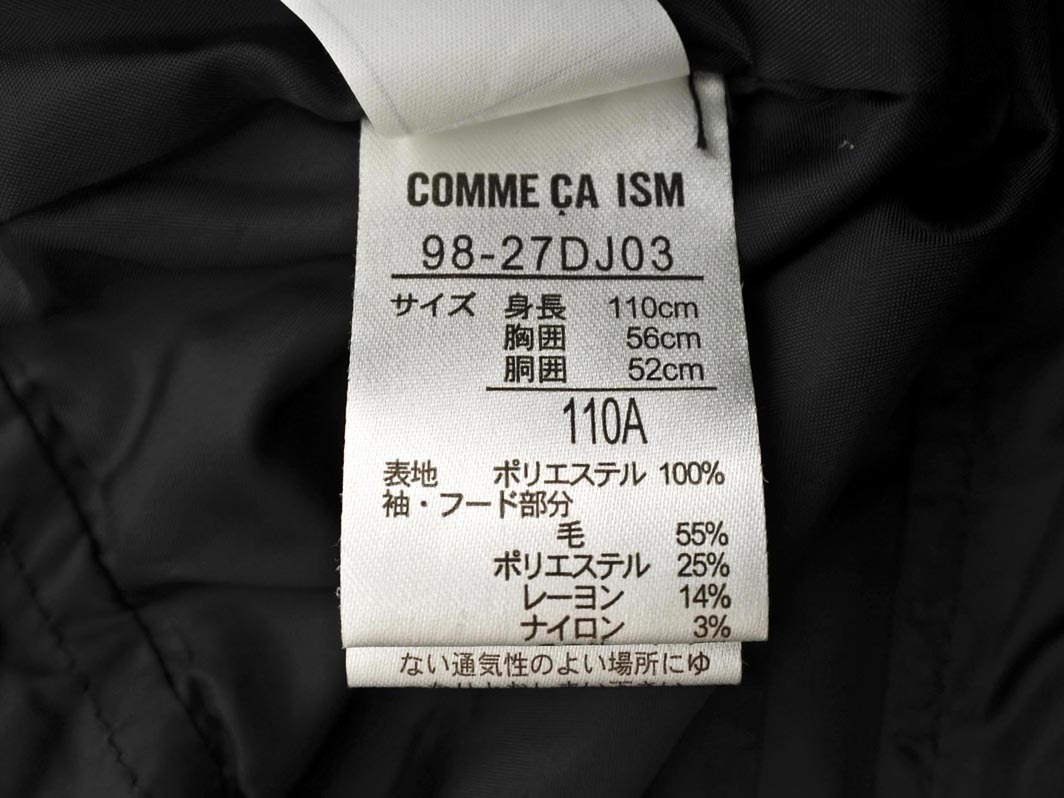 COMME ÇA ISM
98-27DJ03
サイズ 身長 110cm
胸囲 56cm
胴囲 52cm
110A
表地 ポリエステル 100%
袖・フード部分
毛 55%
ポリエステル 25%
レーヨン 14%
ナイロン 3%
ない通気性のよい場所にゆ